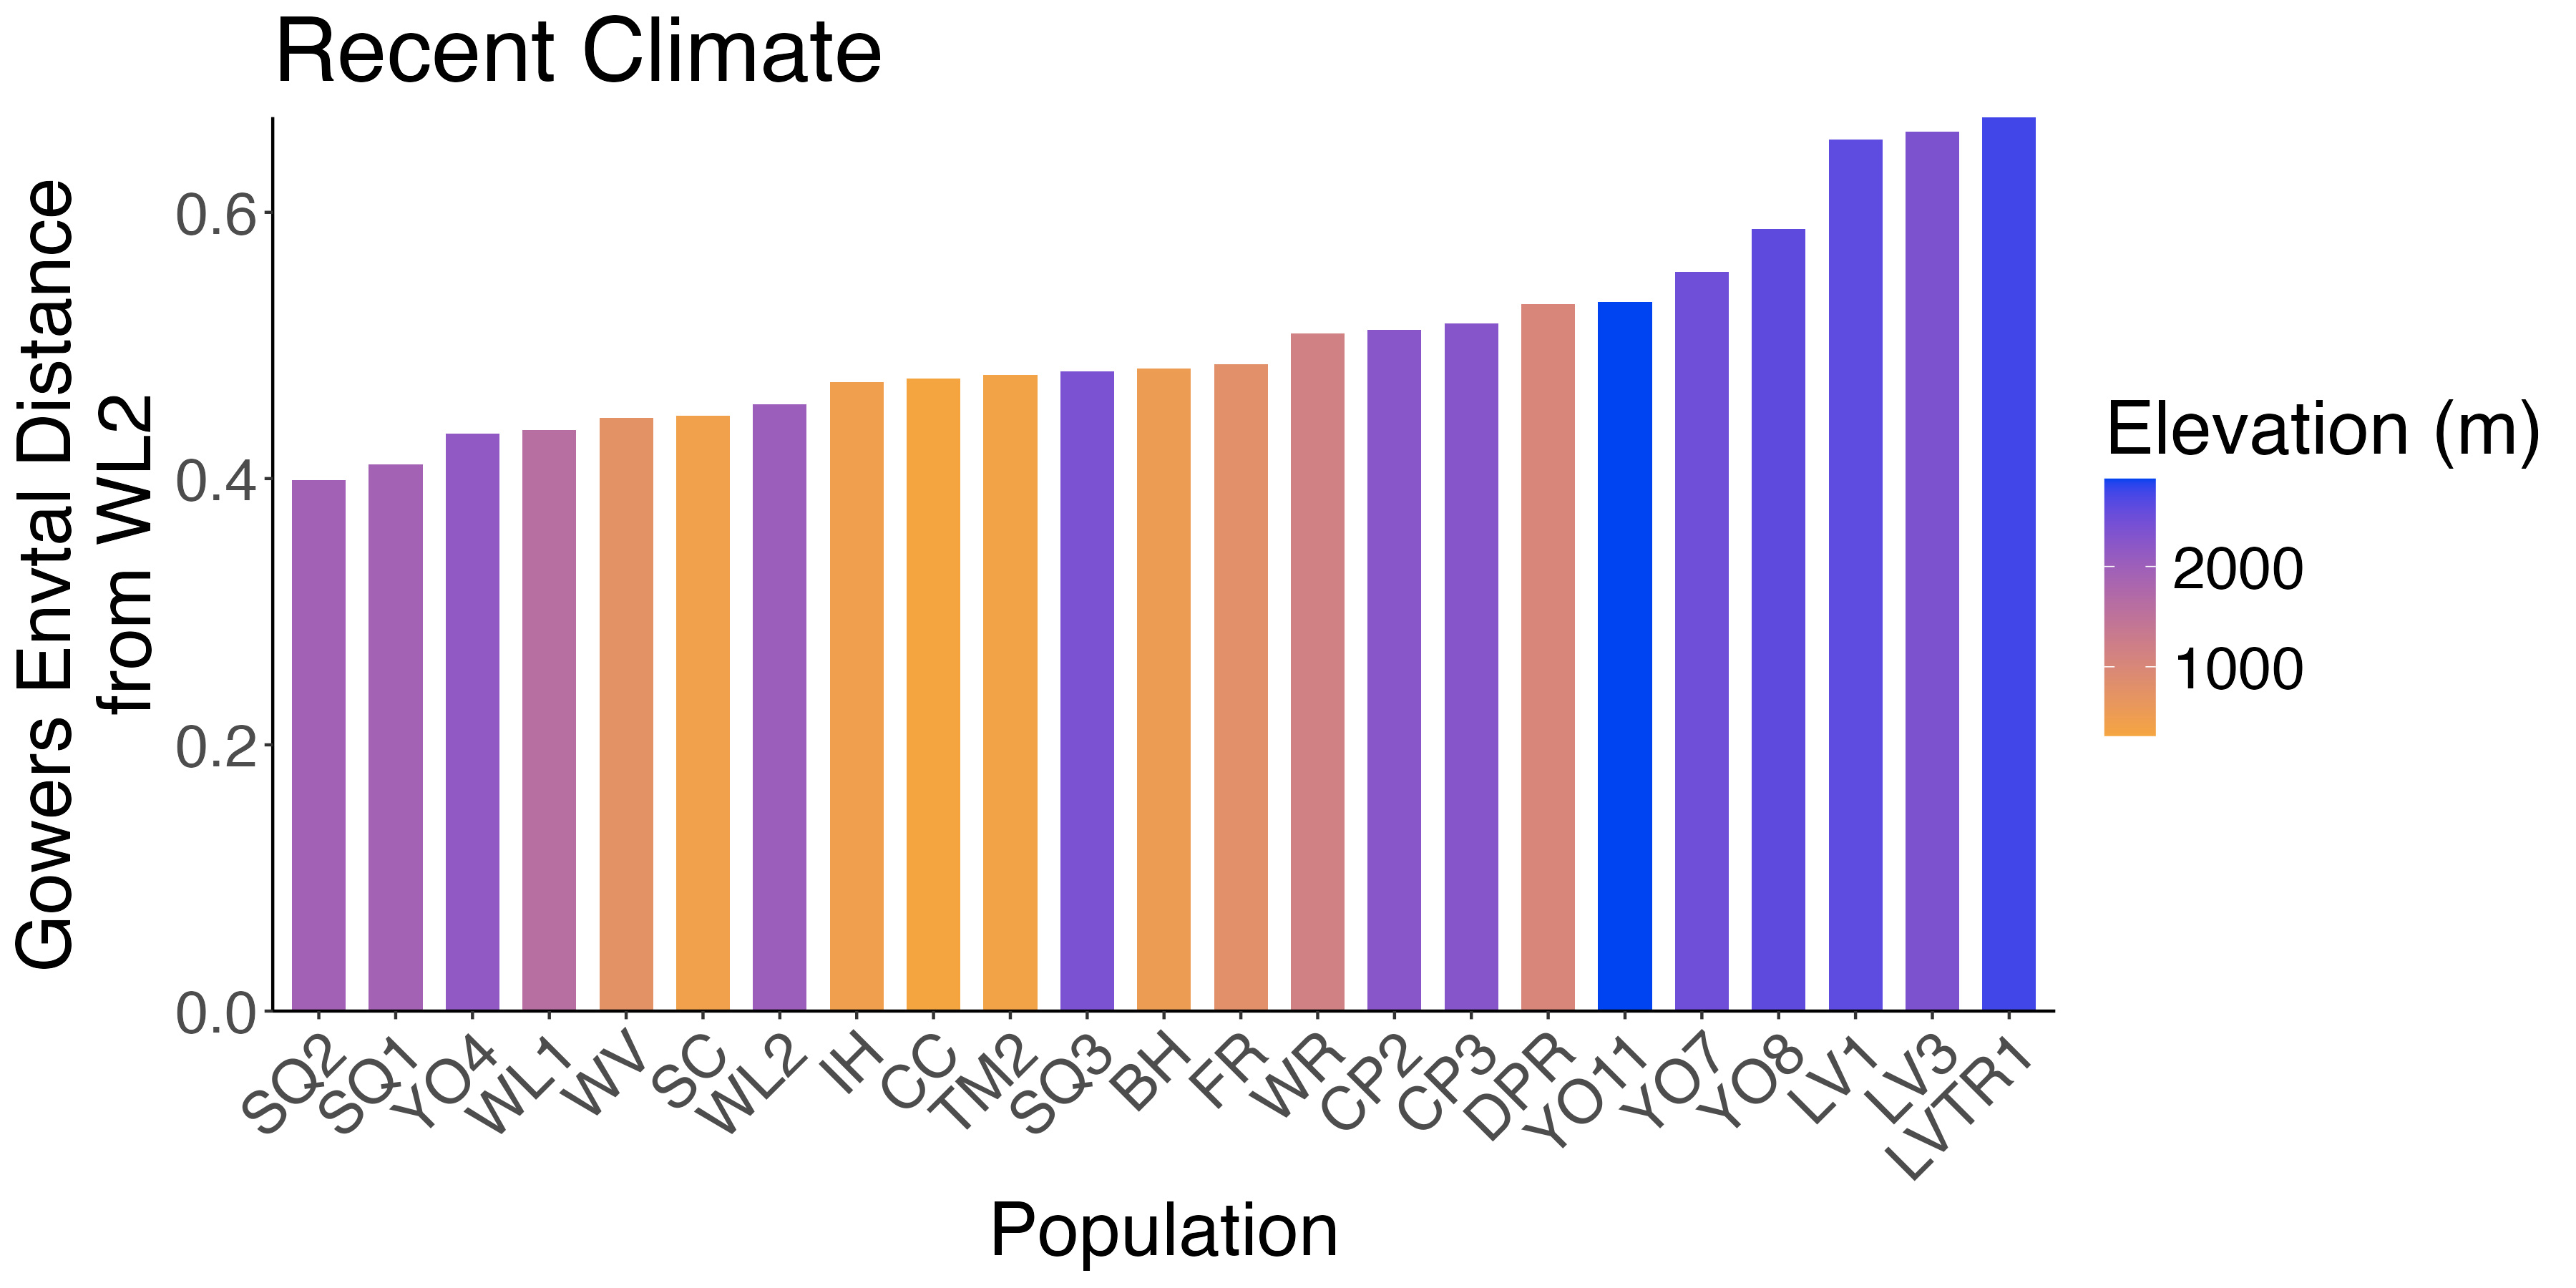 Recent Climate
Gowers Envtal Distance
from WL2
0.6
0.4
0.2
0.0
SQ2
SQ1
YO4
WL1
WV
SC
WL2
IH
CC
TM2
SQ3
BH
FR
WR
CP2
CP3
DPR
YO11
YO7
YO8
LV1
LV3
LVTR1
Population
Elevation (m)
2000
1000